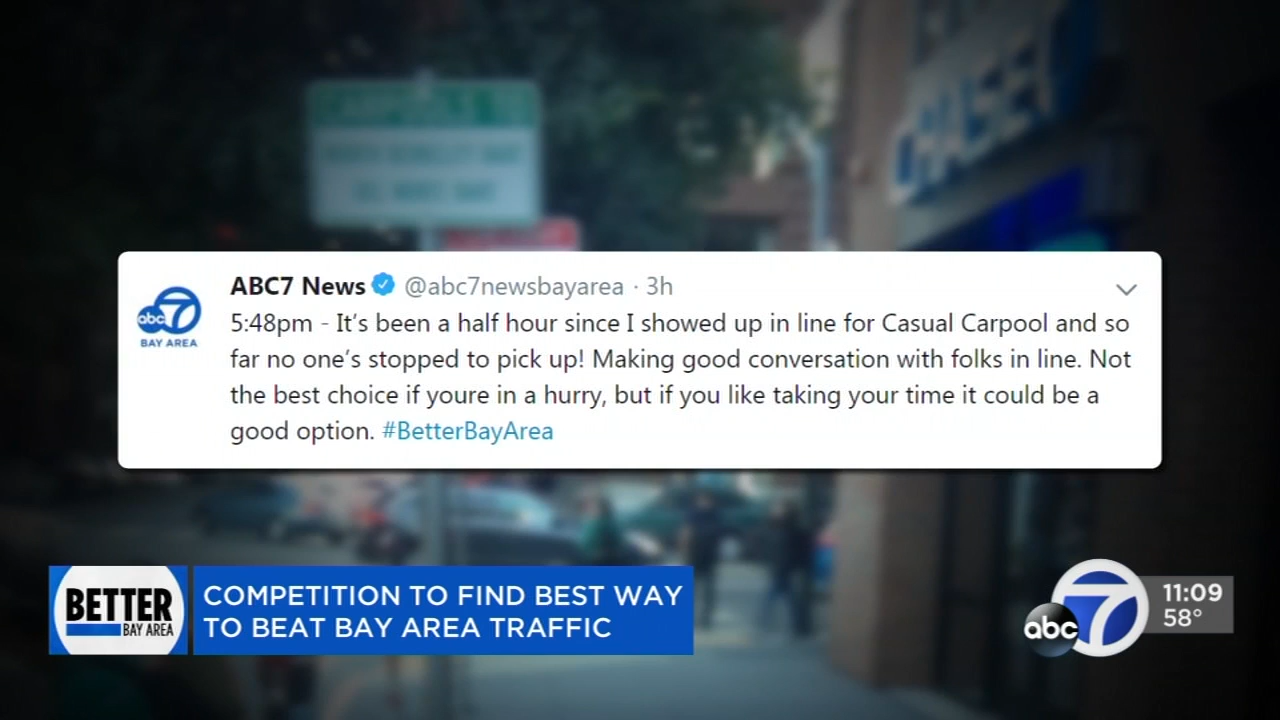 CHASE
abc7
BAY AREA
ABC7 News @abc7newsbayarea · 3h
5:48pm - It’s been a half hour since I showed up in line for Casual Carpool and so
far no one’s stopped to pick up! Making good conversation with folks in line. Not
the best choice if youre in a hurry, but if you like taking your time it could be a
good option. #BetterBayArea
BETTER
BAY AREA
COMPETITION TO FIND BEST WAY
TO BEAT BAY AREA TRAFFIC
abc7
11:09
58°